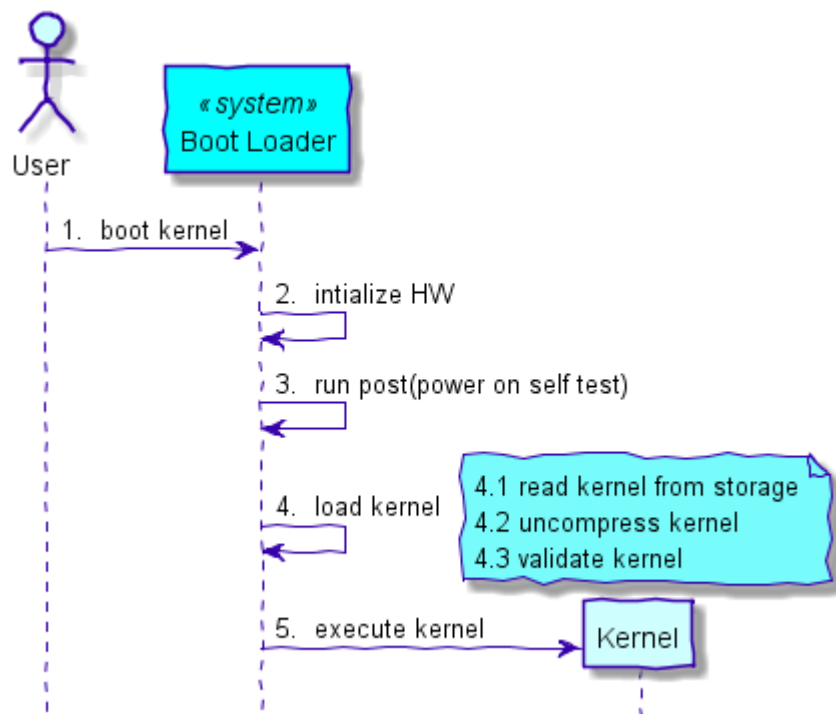 «system»
Boot Loader
User
1. boot kernel
2. intialize HW
3. run post(power on self test)
4. load kernel
4.1 read kernel from storage
4.2 uncompress kernel
4.3 validate kernel
5. execute kernel
Kernel